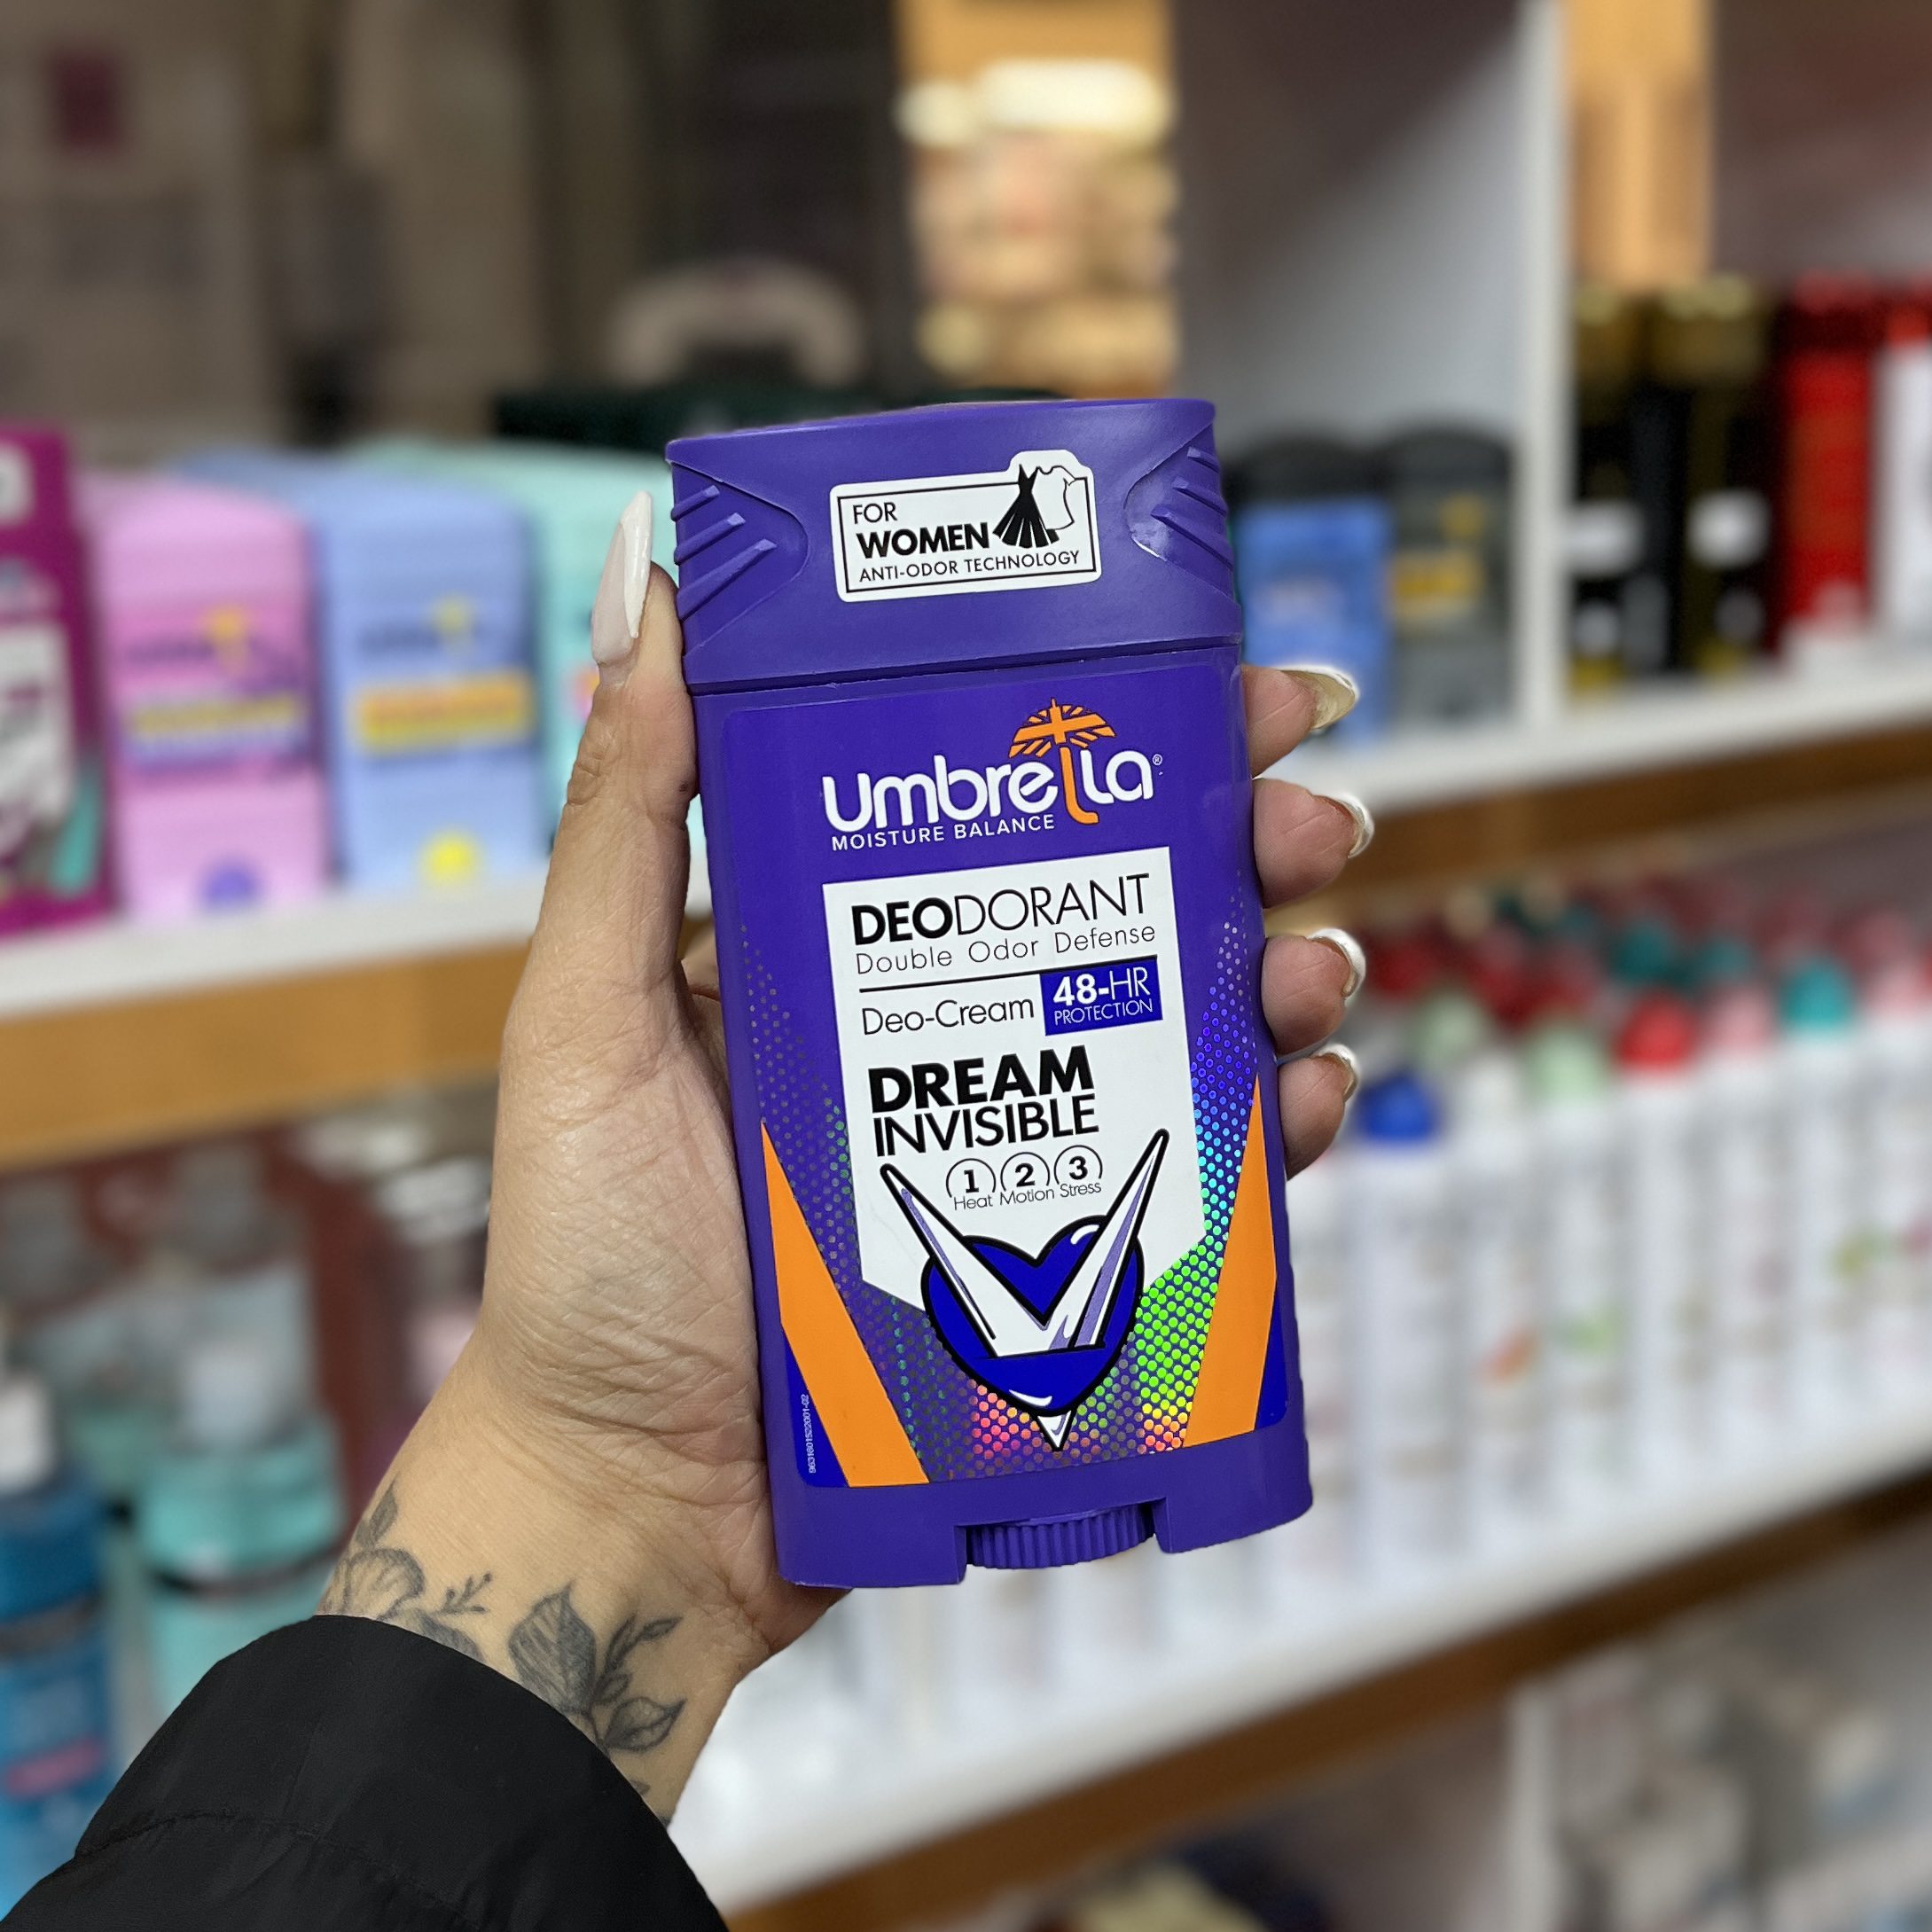 FOR
WOMEN
ANTI-ODOR TECHNOLOGY
umbrella®
MOISTURE BALANCE
DEODORANT
Double Odor Defense
Deo-Cream
48-HR
PROTECTION
DREAM
INVISIBLE
1 2 3
Heat Motion Stress